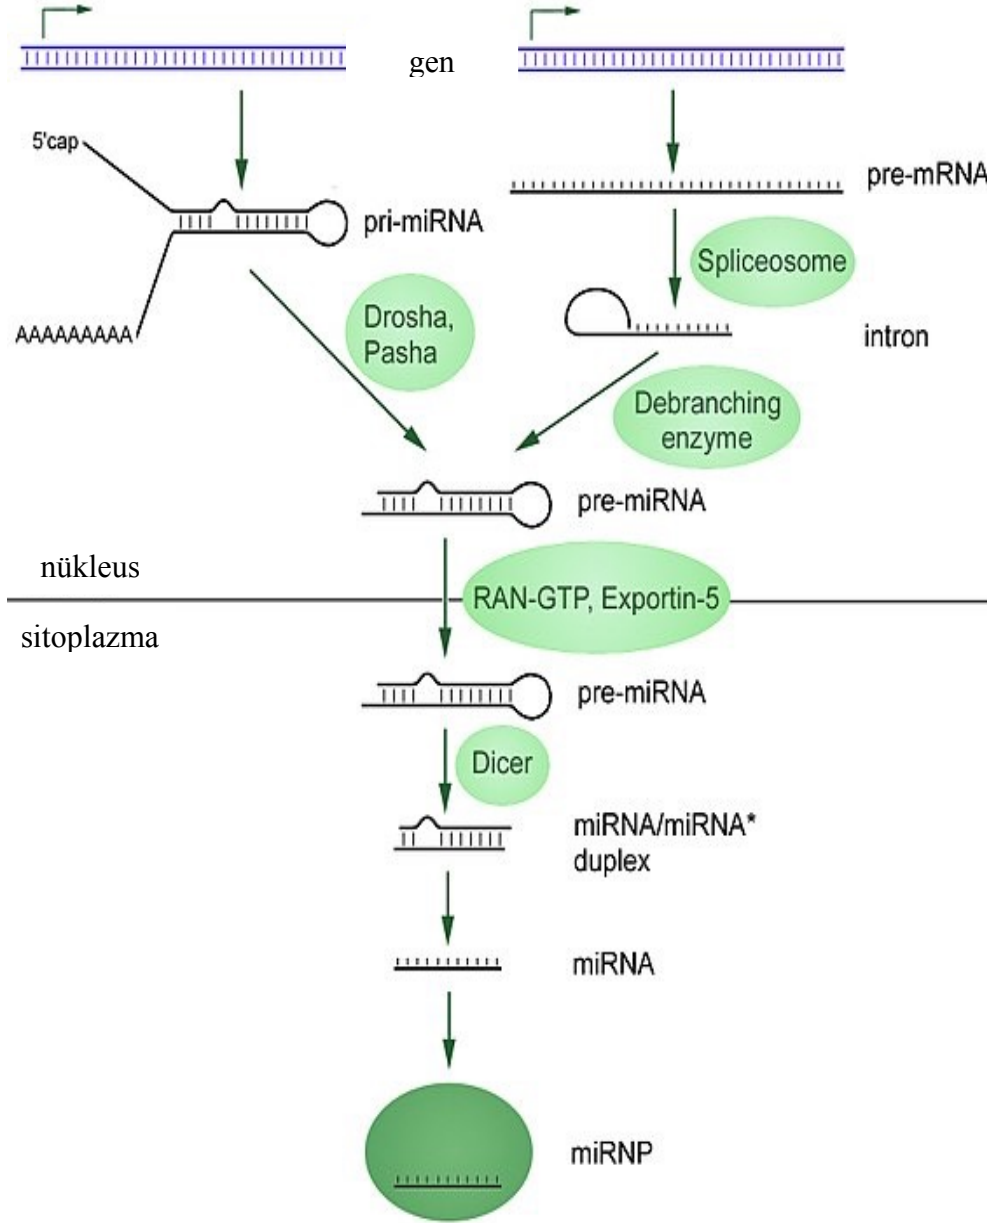 gen
5'cap
pre-mRNA
pri-miRNA
Spliceosome
Drosha,
Pasha
AAAAAAAAA
intron
Debranching
enzyme
pre-miRNA
nükleus
RAN-GTP, Exportin-5
sitoplazma
pre-miRNA
Dicer
miRNA/miRNA*
duplex
miRNA
miRNP